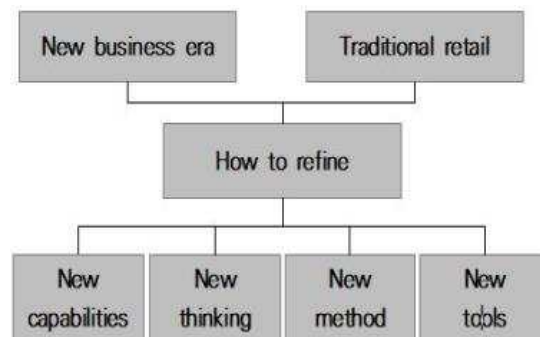 New business era
Traditional retail
How to refine
New
capabilities
New
thinking
New
method
New
tools